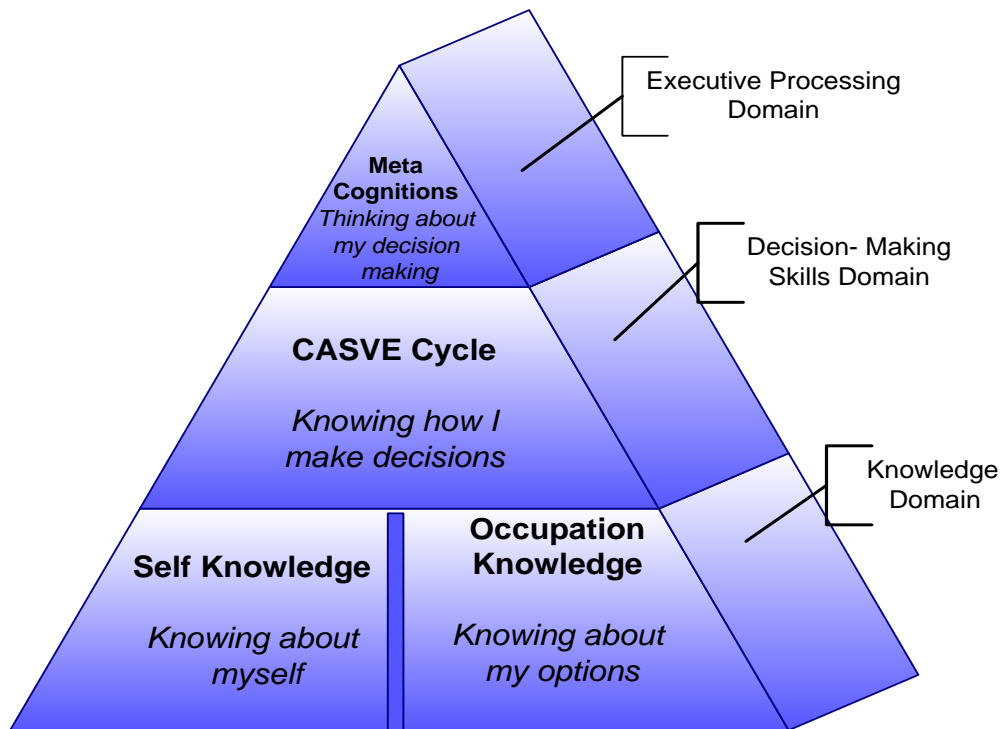 Executive Processing
Domain
Meta
Cognitions
Thinking about
my decision
making
Decision- Making
Skills Domain
CASVE Cycle
Knowing how I
make decisions
Knowledge
Domain
Self Knowledge
Knowing about
myself
Occupation
Knowledge
Knowing about
my options